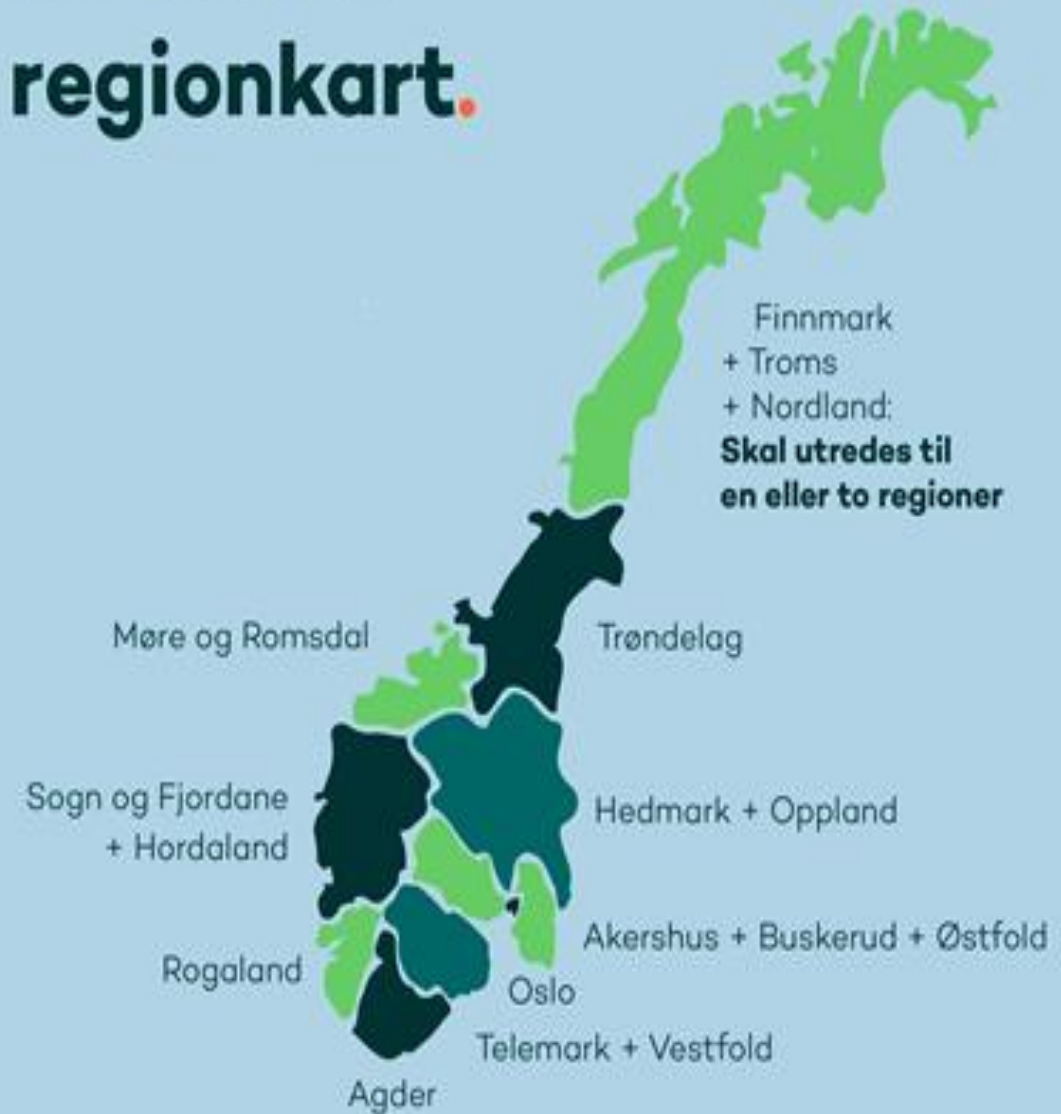 regionkart.
Finnmark
+ Troms
+ Nordland:
Skal utredes til
en eller to regioner
Møre og Romsdal
Trøndelag
Sogn og Fjordane
+ Hordaland
Hedmark + Oppland
Akershus + Buskerud + Østfold
Rogaland
Oslo
Telemark + Vestfold
Agder